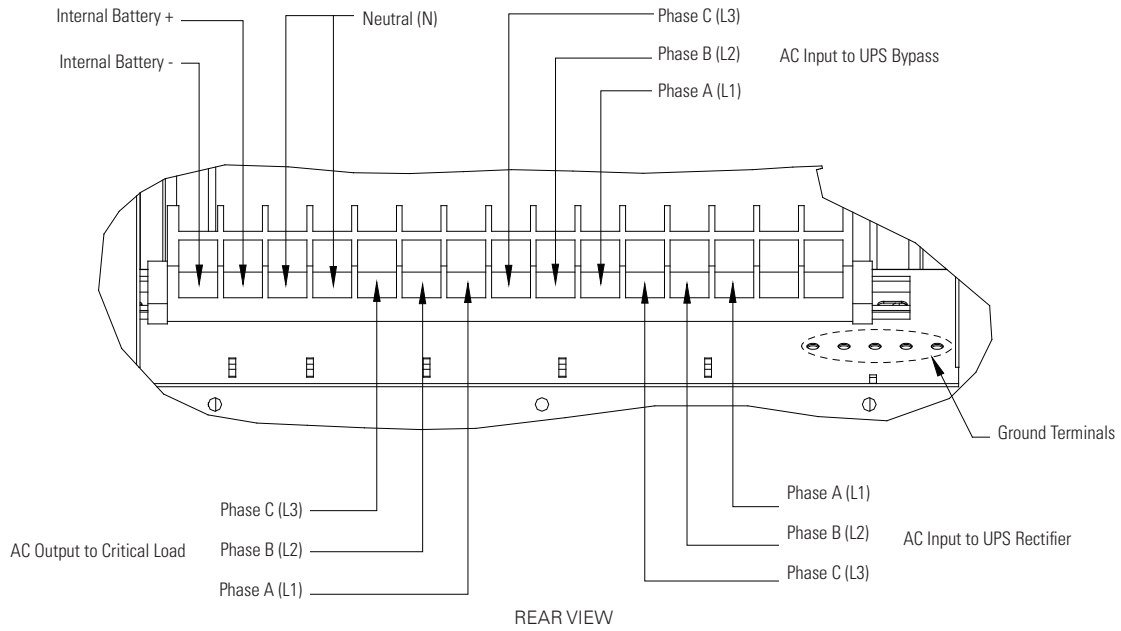 Internal Battery +
Neutral (N)
Phase C (L3)
Internal Battery -
Phase B (L2)
AC Input to UPS Bypass
Phase A (L1)
Ground Terminals
Phase C (L3)
AC Output to Critical Load
Phase B (L2)
Phase A (L1)
Phase A (L1)
Phase B (L2)
AC Input to UPS Rectifier
Phase C (L3)
REAR VIEW